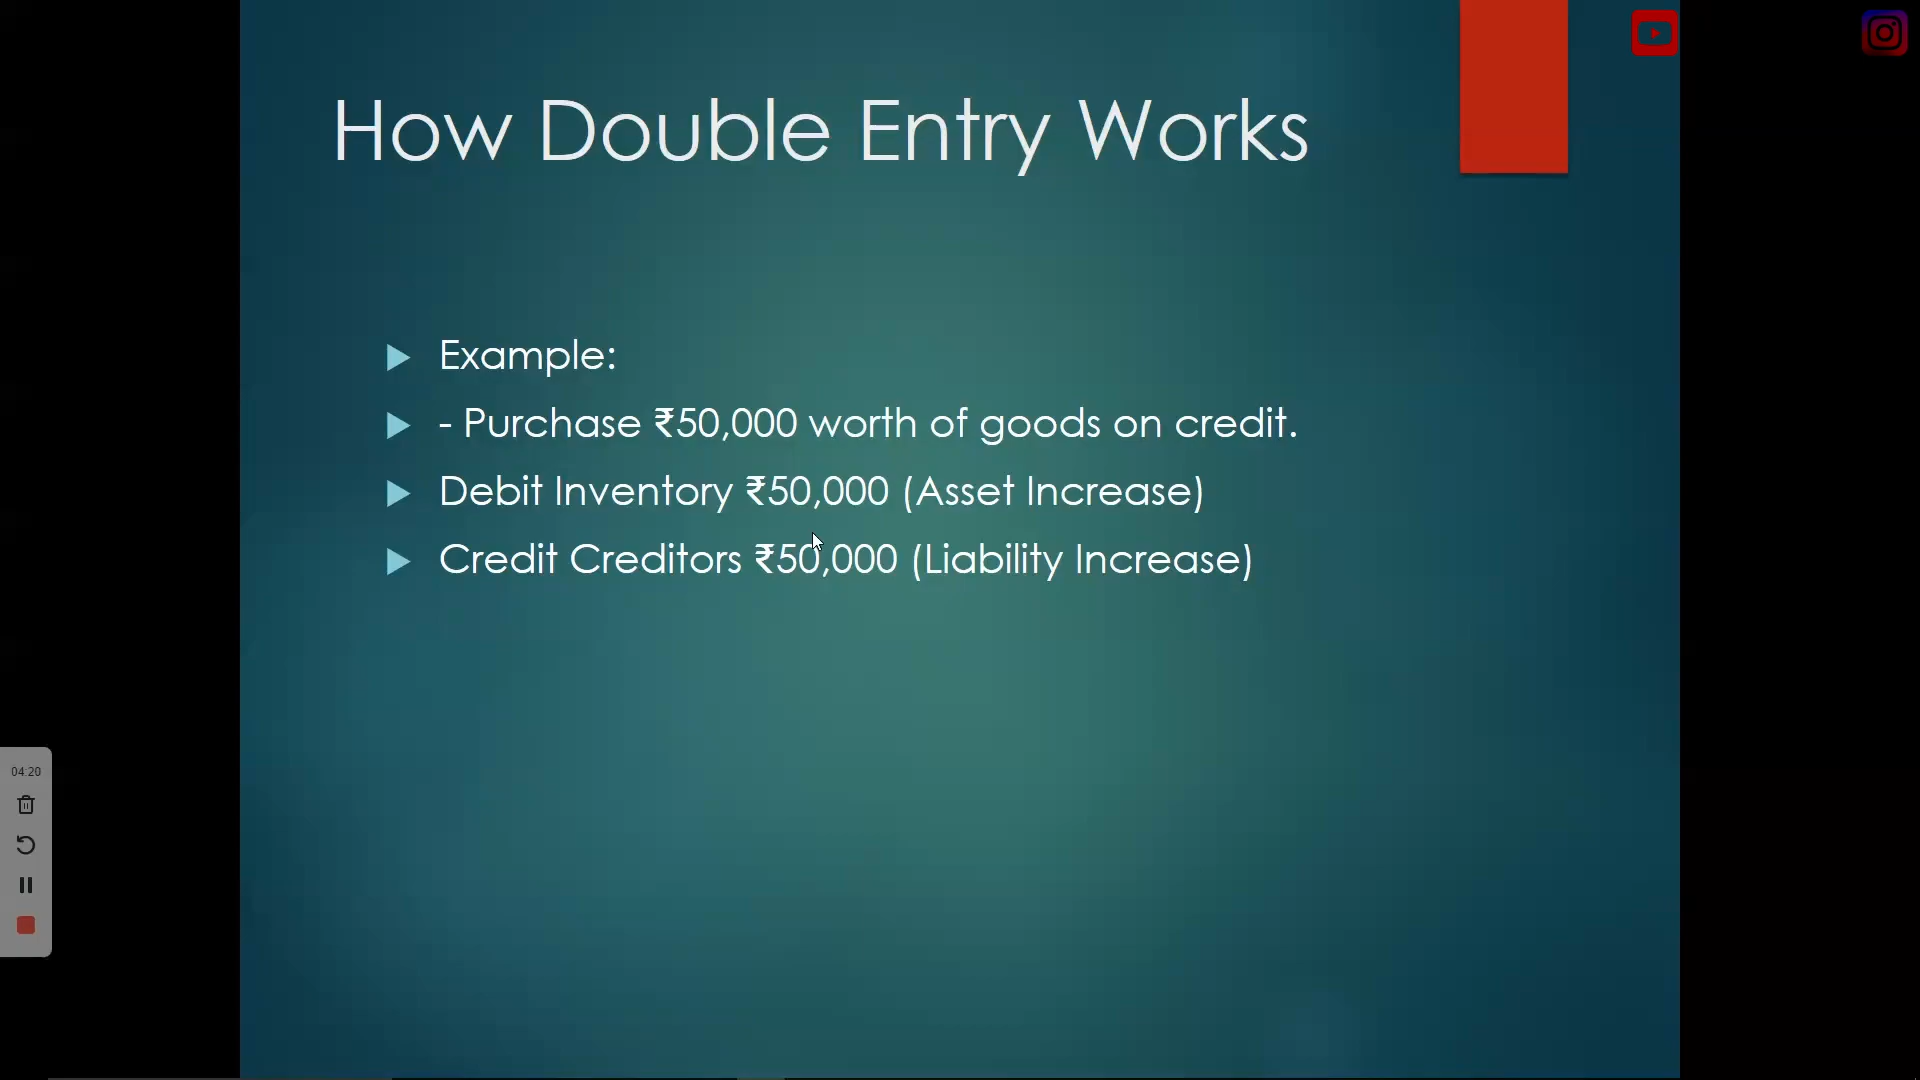 How Double Entry Works
Example:
- Purchase ₹50,000 worth of goods on credit.
Debit Inventory ₹50,000 (Asset Increase)
Credit Creditors ₹50,000 (Liability Increase)
04:20